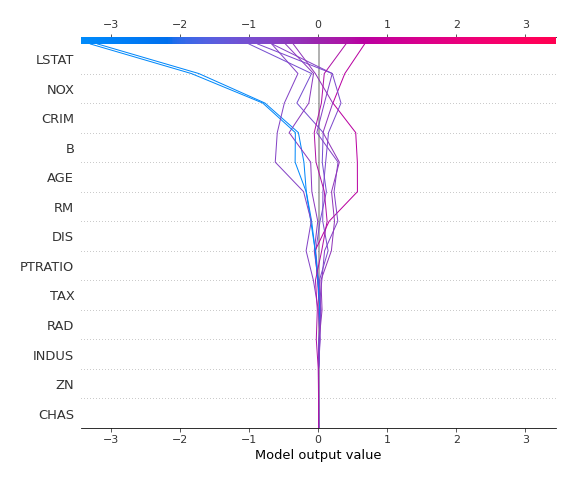 −3 −2 −1 0 1 2 3
LSTAT
NOX
CRIM
B
AGE
RM
DIS
PTRATIO
TAX
RAD
INDUS
ZN
CHAS
−3 −2 −1 0 1 2 3
Model output value